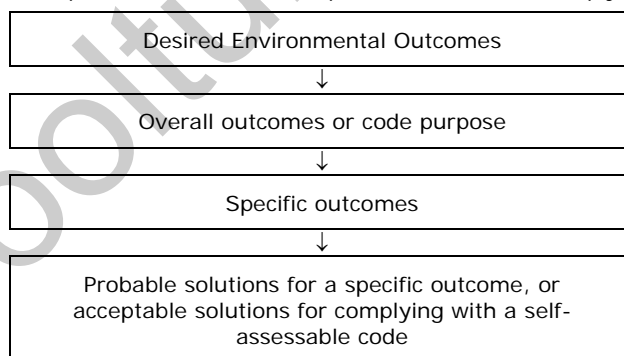 Desired Environmental Outcomes
↓
Overall outcomes or code purpose
↓
Specific outcomes
↓
Probable solutions for a specific outcome, or
acceptable solutions for complying with a self-
assessable code